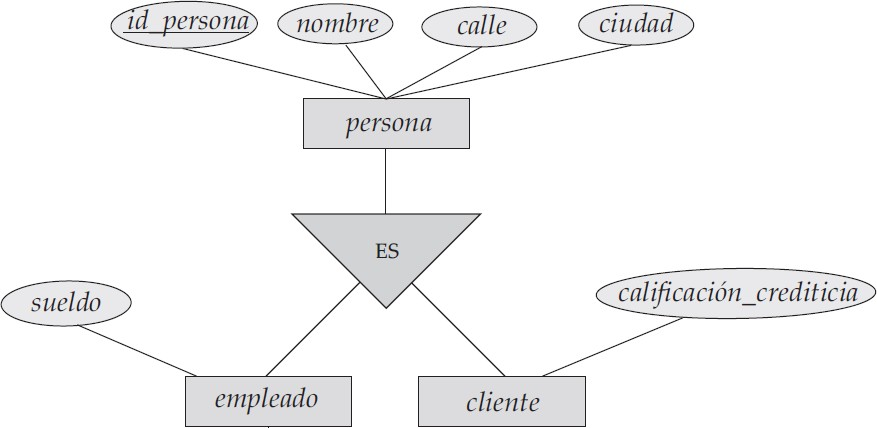 id_persona nombre calle ciudad
persona
ES
sueldo calificación_crediticia
empleado cliente